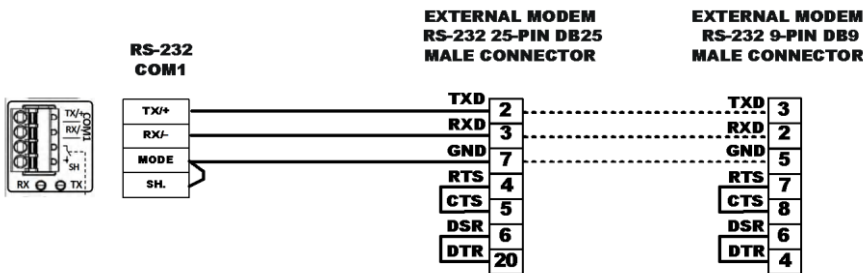 EXTERNAL MODEM
RS-232 25-PIN DB25
MALE CONNECTOR
EXTERNAL MODEM
RS-232 9-PIN DB9
MALE CONNECTOR
RS-232
COM1
TX/+
RX/-
COM1
SH
RX TX
TX/+
RX/-
MODE
SH.
TXD 2
RXD 3
GND 7
RTS 4
CTS 5
DSR 6
DTR 20
TXD 3
RXD 2
GND 5
RTS 7
CTS 8
DSR 6
DTR 4